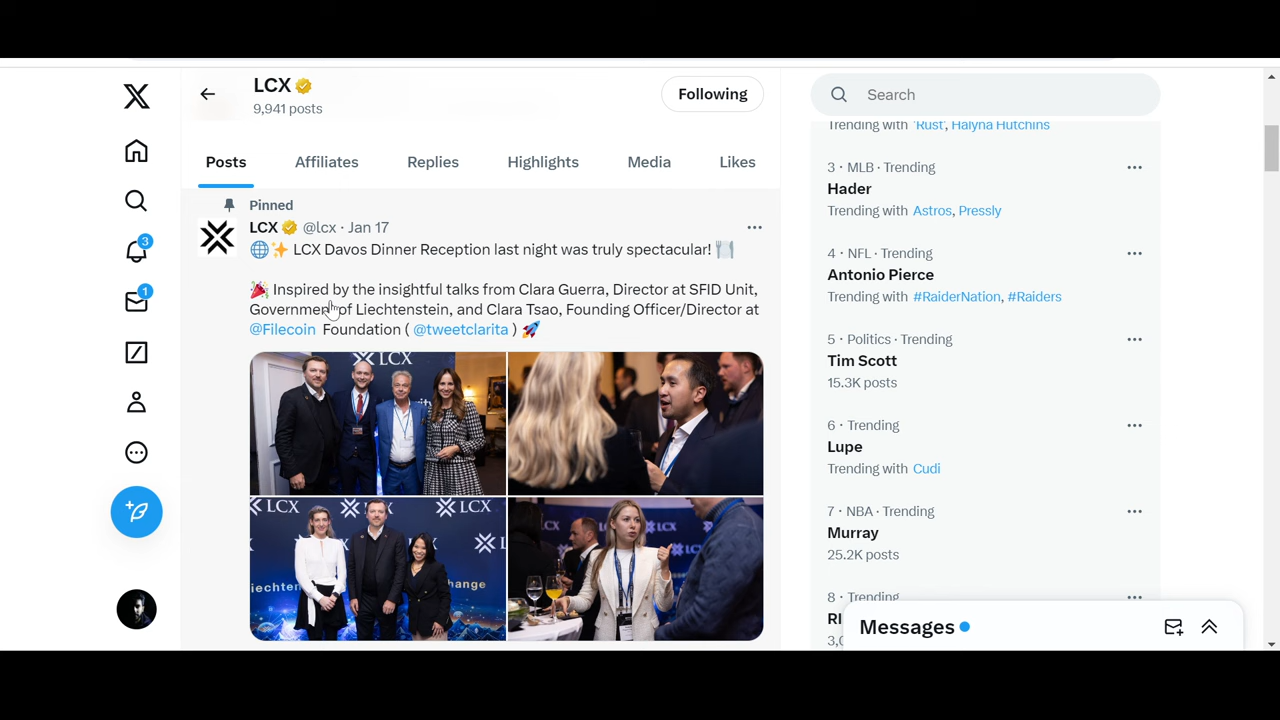 LCX
9,941 posts
Following
Posts
Affiliates
Replies
Highlights
Media
Likes
Pinned
LCX @lcx · Jan 17
🌐✨ LCX Davos Dinner Reception last night was truly spectacular! 🍽️
🎉 Inspired by the insightful talks from Clara Guerra, Director at SFID Unit,
Government of Liechtenstein, and Clara Tsao, Founding Officer/Director at
@Filecoin Foundation ( @tweetclarita ) 🚀
LCX
LCX
LCX
LCX
change
3
1
Search
Trending with 'Rust', Halyna Hutchins
3 · MLB · Trending
Hader
Trending with Astros, Pressly
4 · NFL · Trending
Antonio Pierce
Trending with #RaiderNation, #Raiders
5 · Politics · Trending
Tim Scott
15.3K posts
6 · Trending
Lupe
Trending with Cudi
7 · NBA · Trending
Murray
25.2K posts
8 · Trending
Messages